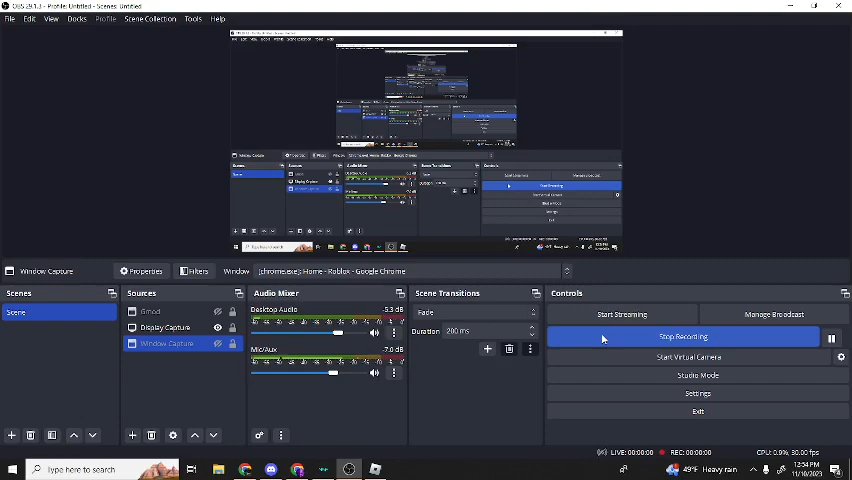 OBS 29.1.3 - Profile: Untitled - Scenes: Untitled
File Edit View Docks Profile Scene Collection Tools Help
Window Capture Properties Filters Window [chrome.exe]: Home - Roblox - Google Chrome
Scenes Sources Audio Mixer Scene Transitions Controls
Scene
Gmod
Display Capture
Window Capture
Desktop Audio -5.3 dB
Mic/Aux -7.0 dB
Fade
Duration 200 ms
Start Streaming Manage Broadcast
Stop Recording
Start Virtual Camera
Studio Mode
Settings
Exit
LIVE: 00:00:00 REC: 00:00:00 CPU: 0.9%, 30.00 fps
Type here to search 49°F Heavy rain 12:54 PM
11/10/2023